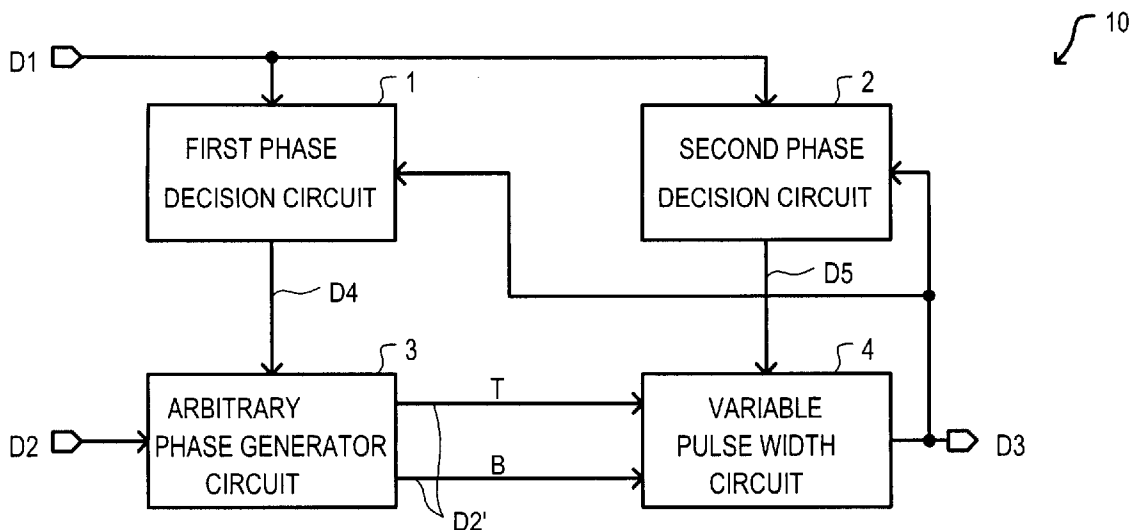 10
D1
1
2
FIRST PHASE
DECISION CIRCUIT
SECOND PHASE
DECISION CIRCUIT
D4
D5
3
4
D2
ARBITRARY
PHASE GENERATOR
CIRCUIT
T
B
D2'
VARIABLE
PULSE WIDTH
CIRCUIT
D3